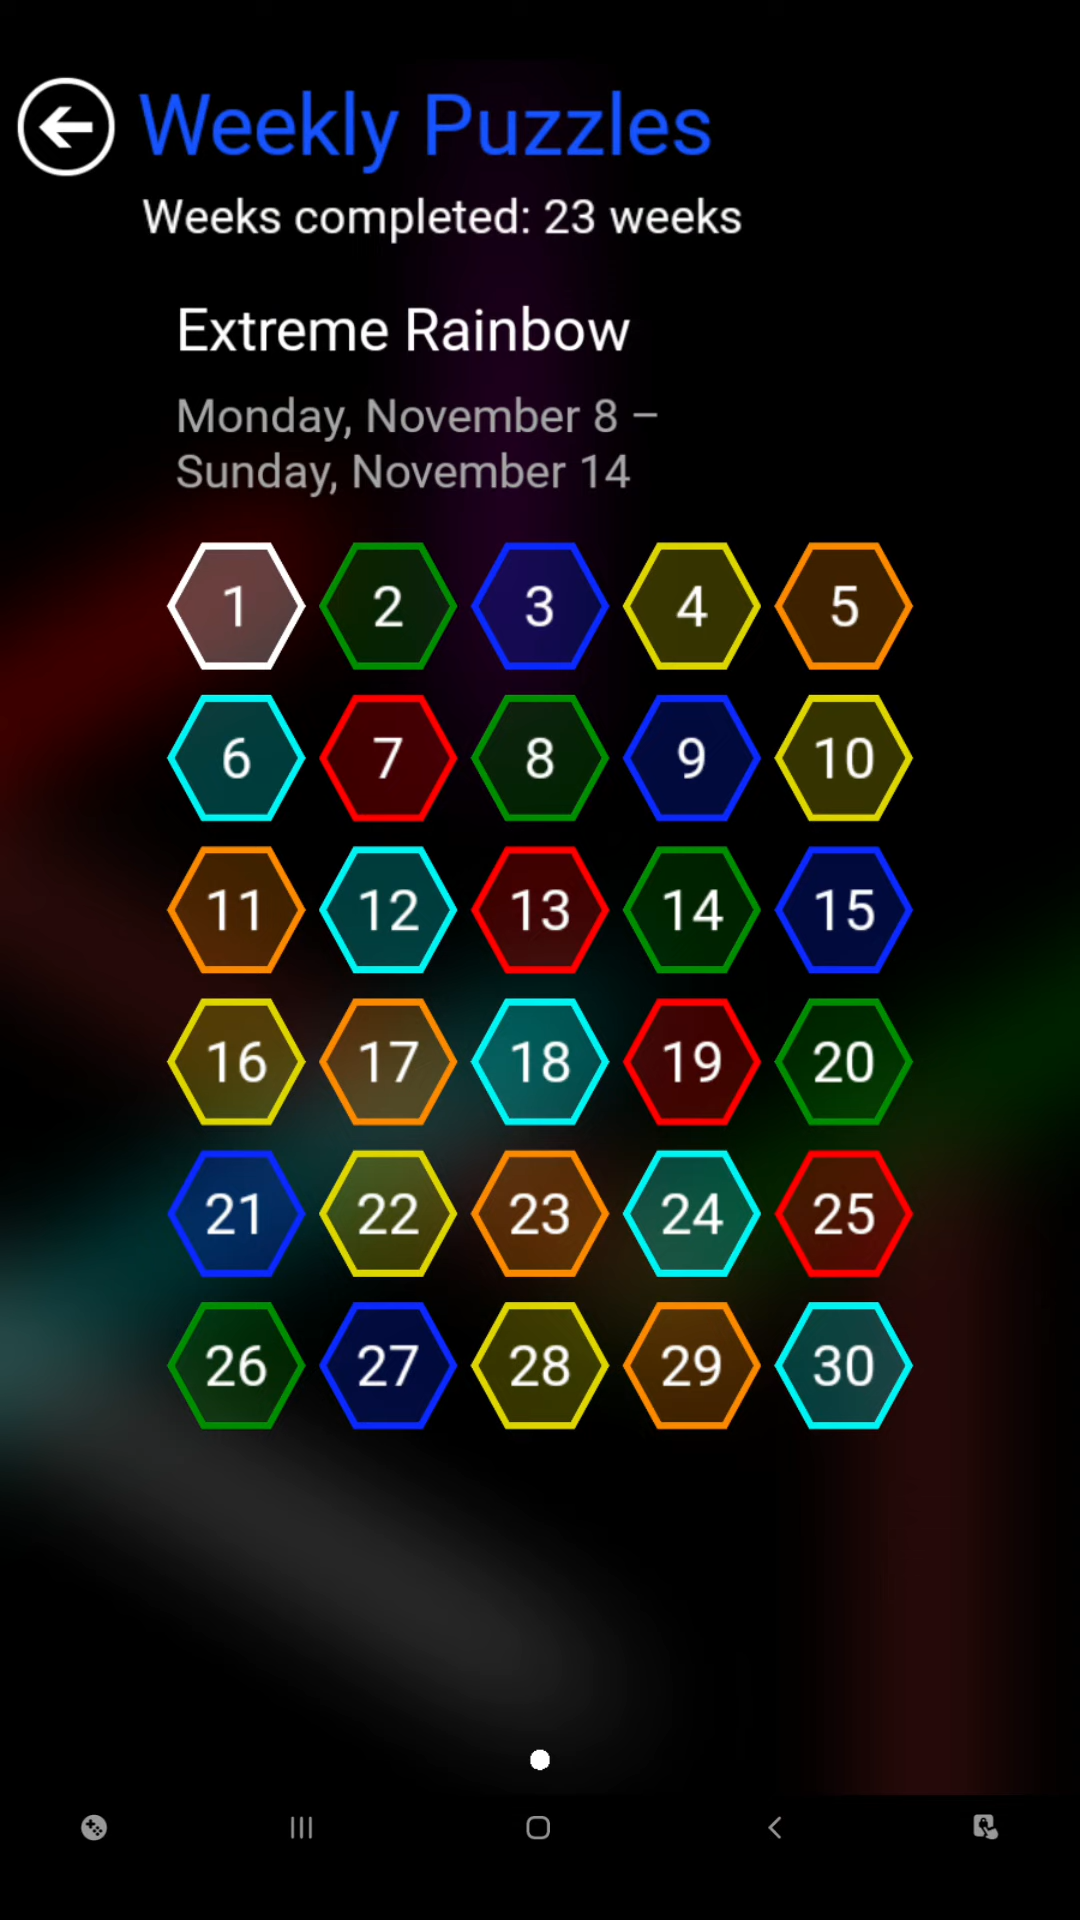 Weekly Puzzles
Weeks completed: 23 weeks
Extreme Rainbow
Monday, November 8 –
Sunday, November 14
1 2 3 4 5
6 7 8 9 10
11 12 13 14 15
16 17 18 19 20
21 22 23 24 25
26 27 28 29 30